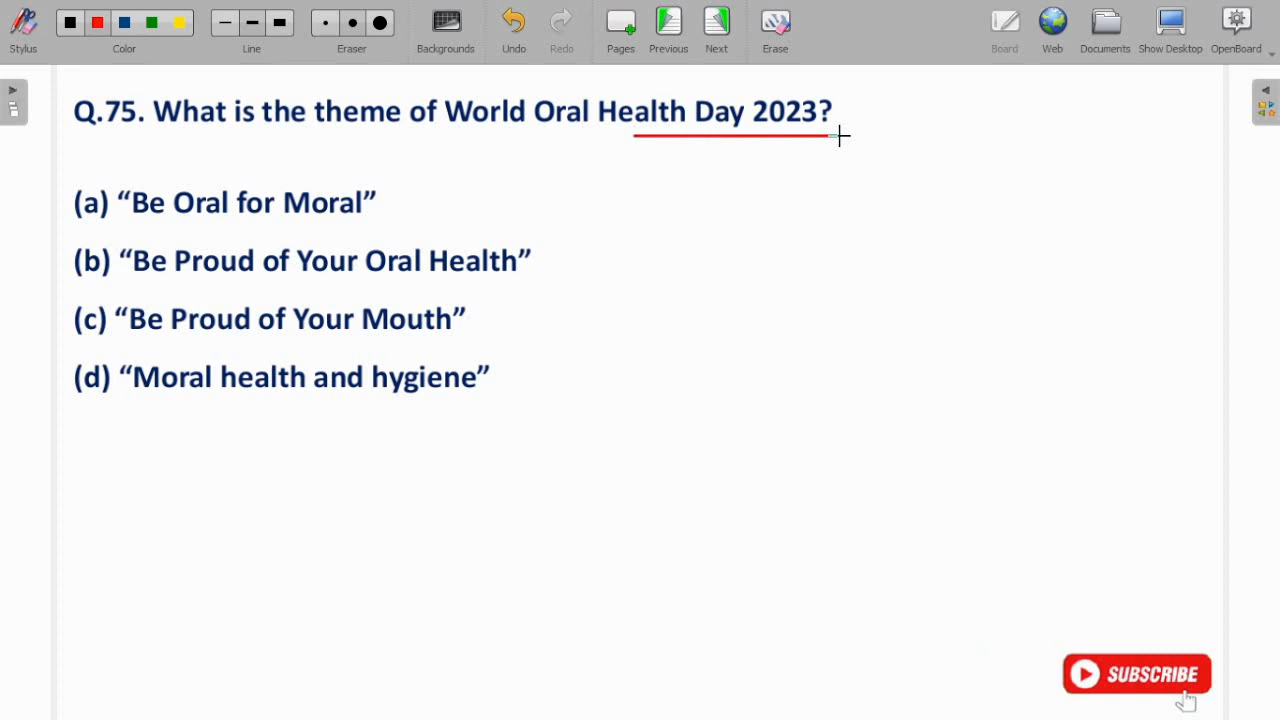 Stylus
Color
Line
Eraser
Backgrounds
Undo
Redo
Pages
Previous
Next
Erase
Board
Web
Documents
Show Desktop
OpenBoard
Q.75. What is the theme of World Oral Health Day 2023?
(a) “Be Oral for Moral”
(b) “Be Proud of Your Oral Health”
(c) “Be Proud of Your Mouth”
(d) “Moral health and hygiene”
SUBSCRIBE